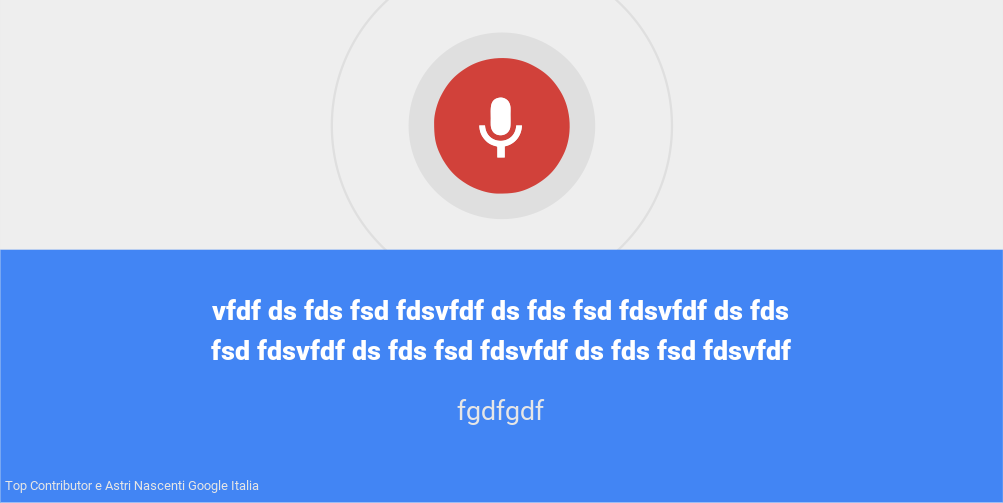 vfdf ds fds fsd fdsvfdf ds fds fsd fdsvfdf ds fds
fsd fdsvfdf ds fds fsd fdsvfdf ds fds fsd fdsvfdf
fgdfgdf
Top Contributor e Astri Nascenti Google Italia